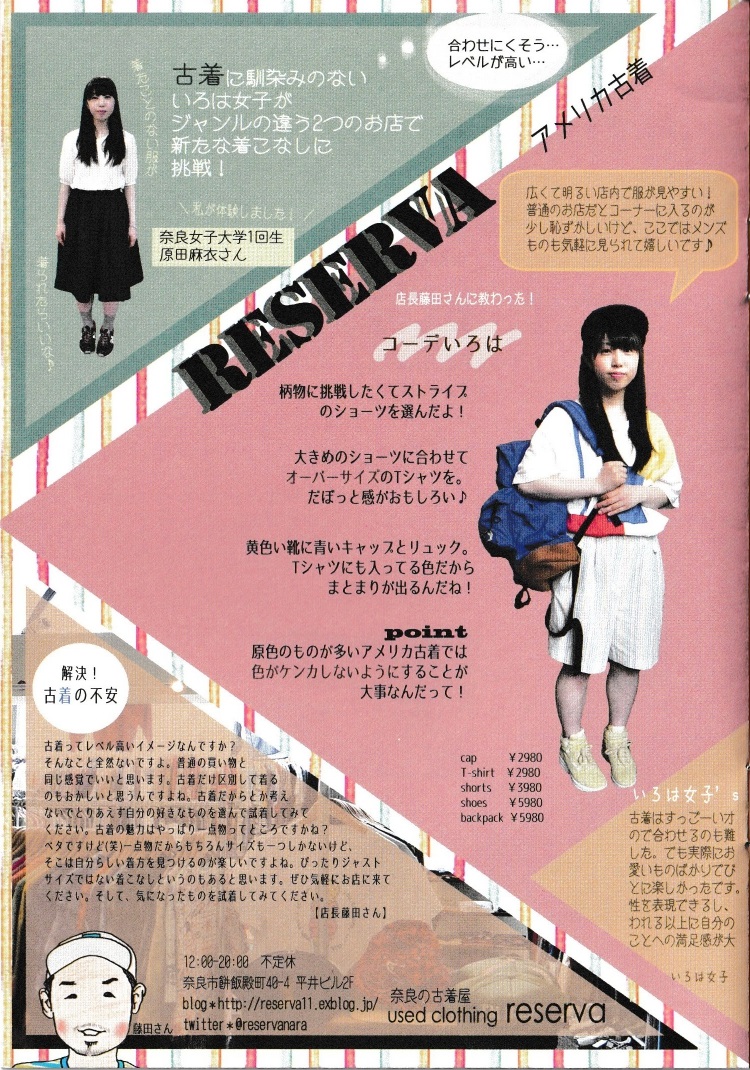 合わせにくそう…
レベルが高い…
古着に馴染みのない
いろは女子が
ジャンルの違う2つのお店で
新たな着こなしに
挑戦！
着たことのない服が
着られたらいいな♪
＼私が体験しました！
奈良女子大学1回生
原田麻衣さん
アメリカ古着
RESERVA
広くて明るい店内で服が見やすい！
普通のお店だとコーナーに入るのが
少し恥ずかしいけど、ここではメンズ
ものも気軽に見られて嬉しいです♪
店長藤田さんに教わった！
コーデいろは
柄物に挑戦したくてストライプ
のショーツを選んだよ！
大きめのショーツに合わせて
オーバーサイズのTシャツを。
だぼっと感がおもしろい♪
黄色い靴に青いキャップとリュック。
Tシャツにも入ってる色だから
まとまりが出るんだね！
point
原色のものが多いアメリカ古着では
色がケンカしないようにすることが
大事なんだって！
cap ￥2980
T-shirt ￥2980
shorts ￥3980
shoes ￥5980
backpack ￥5980
解決！
古着の不安
古着ってレベル高いイメージなんですか？
そんなこと全然ないですよ。普通の買い物と
同じ感覚でいいと思います。古着だけ区別して着る
のもおかしいと思うんですよね。古着だからとか考え
ないでとりあえず自分の好きなものを選んで試着してみて
ください。古着の魅力はやっぱり一点物ってところですかね？
ベタですけど(笑)一点物だからもちろんサイズも一つしかないけど、
そこは自分らしい着方を見つけるのが楽しいですよね。ぴったりジャスト
サイズではない着こなしというのもあると思います。ぜひ気軽にお店に来て
ください。そして、気になったものを試着してみてください。
【店長藤田さん】
いろは女子's
古着はすっごーいオ
ので合わせるのも難
した。でも実際にお
愛いものばかりでび
とに楽しかったです。
性を表現できるし、
われる以上に自分の
ことへの満足感が大
いろは女子
藤田さん
12:00-20:00 不定休
奈良市餅飯殿町40-4 平井ビル2F
blog＊http://reserva11.exblog.jp/
twitter＊@reservanara
奈良の古着屋
used clothing reserva